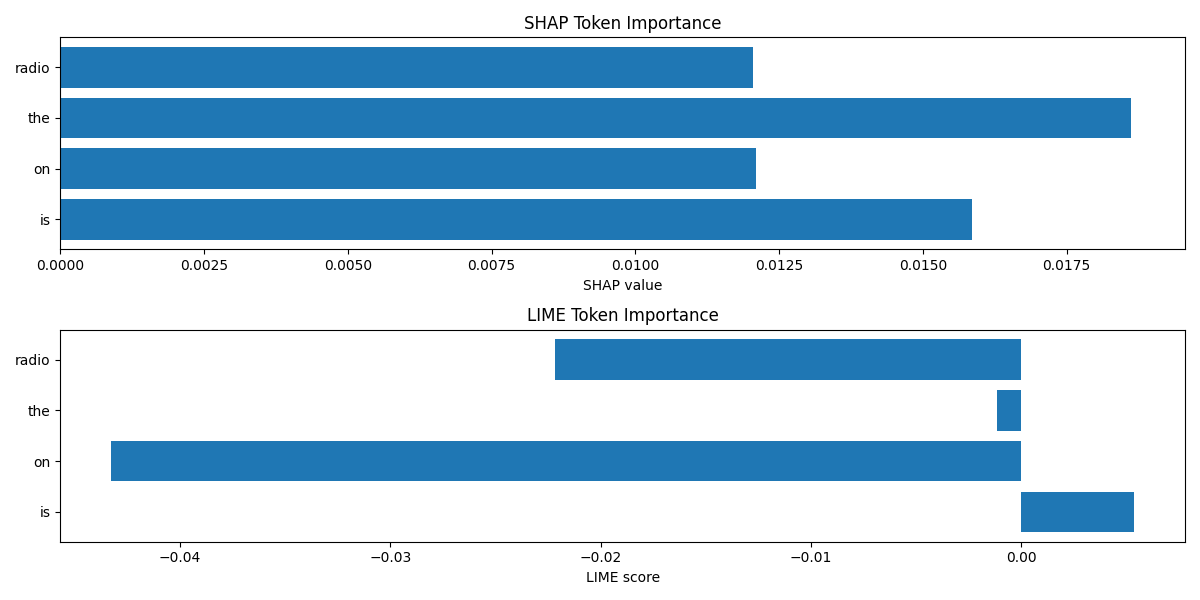 SHAP Token Importance
radio
the
on
is
0.0000 0.0025 0.0050 0.0075 0.0100 0.0125 0.0150 0.0175
SHAP value
LIME Token Importance
radio
the
on
is
−0.04 −0.03 −0.02 −0.01 0.00
LIME score